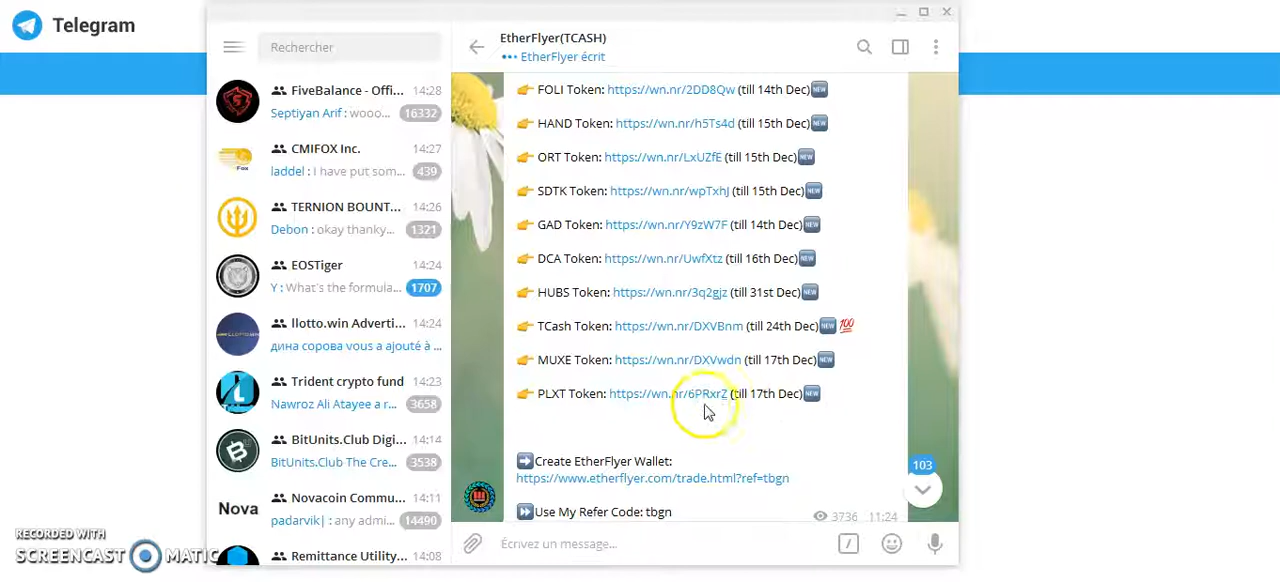 Telegram
Rechercher
EtherFlyer(TCASH)
••• EtherFlyer écrit
FiveBalance - Offi... 14:28
Septiyan Arif : wooo... 16332
CMIFOX Inc. 14:27
laddel : I have put som... 439
TERNION BOUNT... 14:26
Debon : okay thanky... 1321
EOSTiger 14:24
Y : What's the formula... 1707
llotto.win Adverti... 14:24
дина сорова vous a ajouté à ...
Trident crypto fund 14:23
Nawroz Ali Atayee a r... 3658
BitUnits.Club Digi... 14:14
BitUnits.Club The Cre... 3538
Nova
Novacoin Commu... 14:11
padarvik| : any admi... 14490
Remittance Utility... 14:08
👉 FOLI Token: https://wn.nr/2DD8Qw (till 14th Dec)🆕
👉 HAND Token: https://wn.nr/h5Ts4d (till 15th Dec)🆕
👉 ORT Token: https://wn.nr/LxUZfE (till 15th Dec)🆕
👉 SDTK Token: https://wn.nr/wpTxhJ (till 15th Dec)🆕
👉 GAD Token: https://wn.nr/Y9zW7F (till 14th Dec)🆕
👉 DCA Token: https://wn.nr/UwfXtz (till 16th Dec)🆕
👉 HUBS Token: https://wn.nr/3q2gjz (till 31st Dec)🆕
👉 TCash Token: https://wn.nr/DXVBnm (till 24th Dec)🆕 💯
👉 MUXE Token: https://wn.nr/DXVwdn (till 17th Dec)🆕
👉 PLXT Token: https://wn.nr/6PRxrZ (till 17th Dec)🆕
➡Create EtherFlyer Wallet:
https://www.etherflyer.com/trade.html?ref=tbgn
⏩Use My Refer Code: tbgn
3736 11:24
103
Écrivez un message...
RECORDED WITH
SCREENCAST MATIC